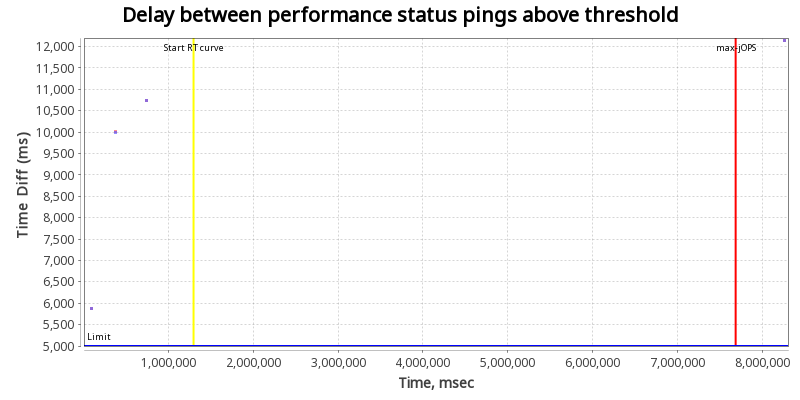 Delay between performance status pings above threshold
Time Diff (ms)
12,000
11,500
11,000
10,500
10,000
9,500
9,000
8,500
8,000
7,500
7,000
6,500
6,000
5,500
5,000
Start RT curve
max-jOPS
Limit
1,000,000 2,000,000 3,000,000 4,000,000 5,000,000 6,000,000 7,000,000 8,000,000
Time, msec